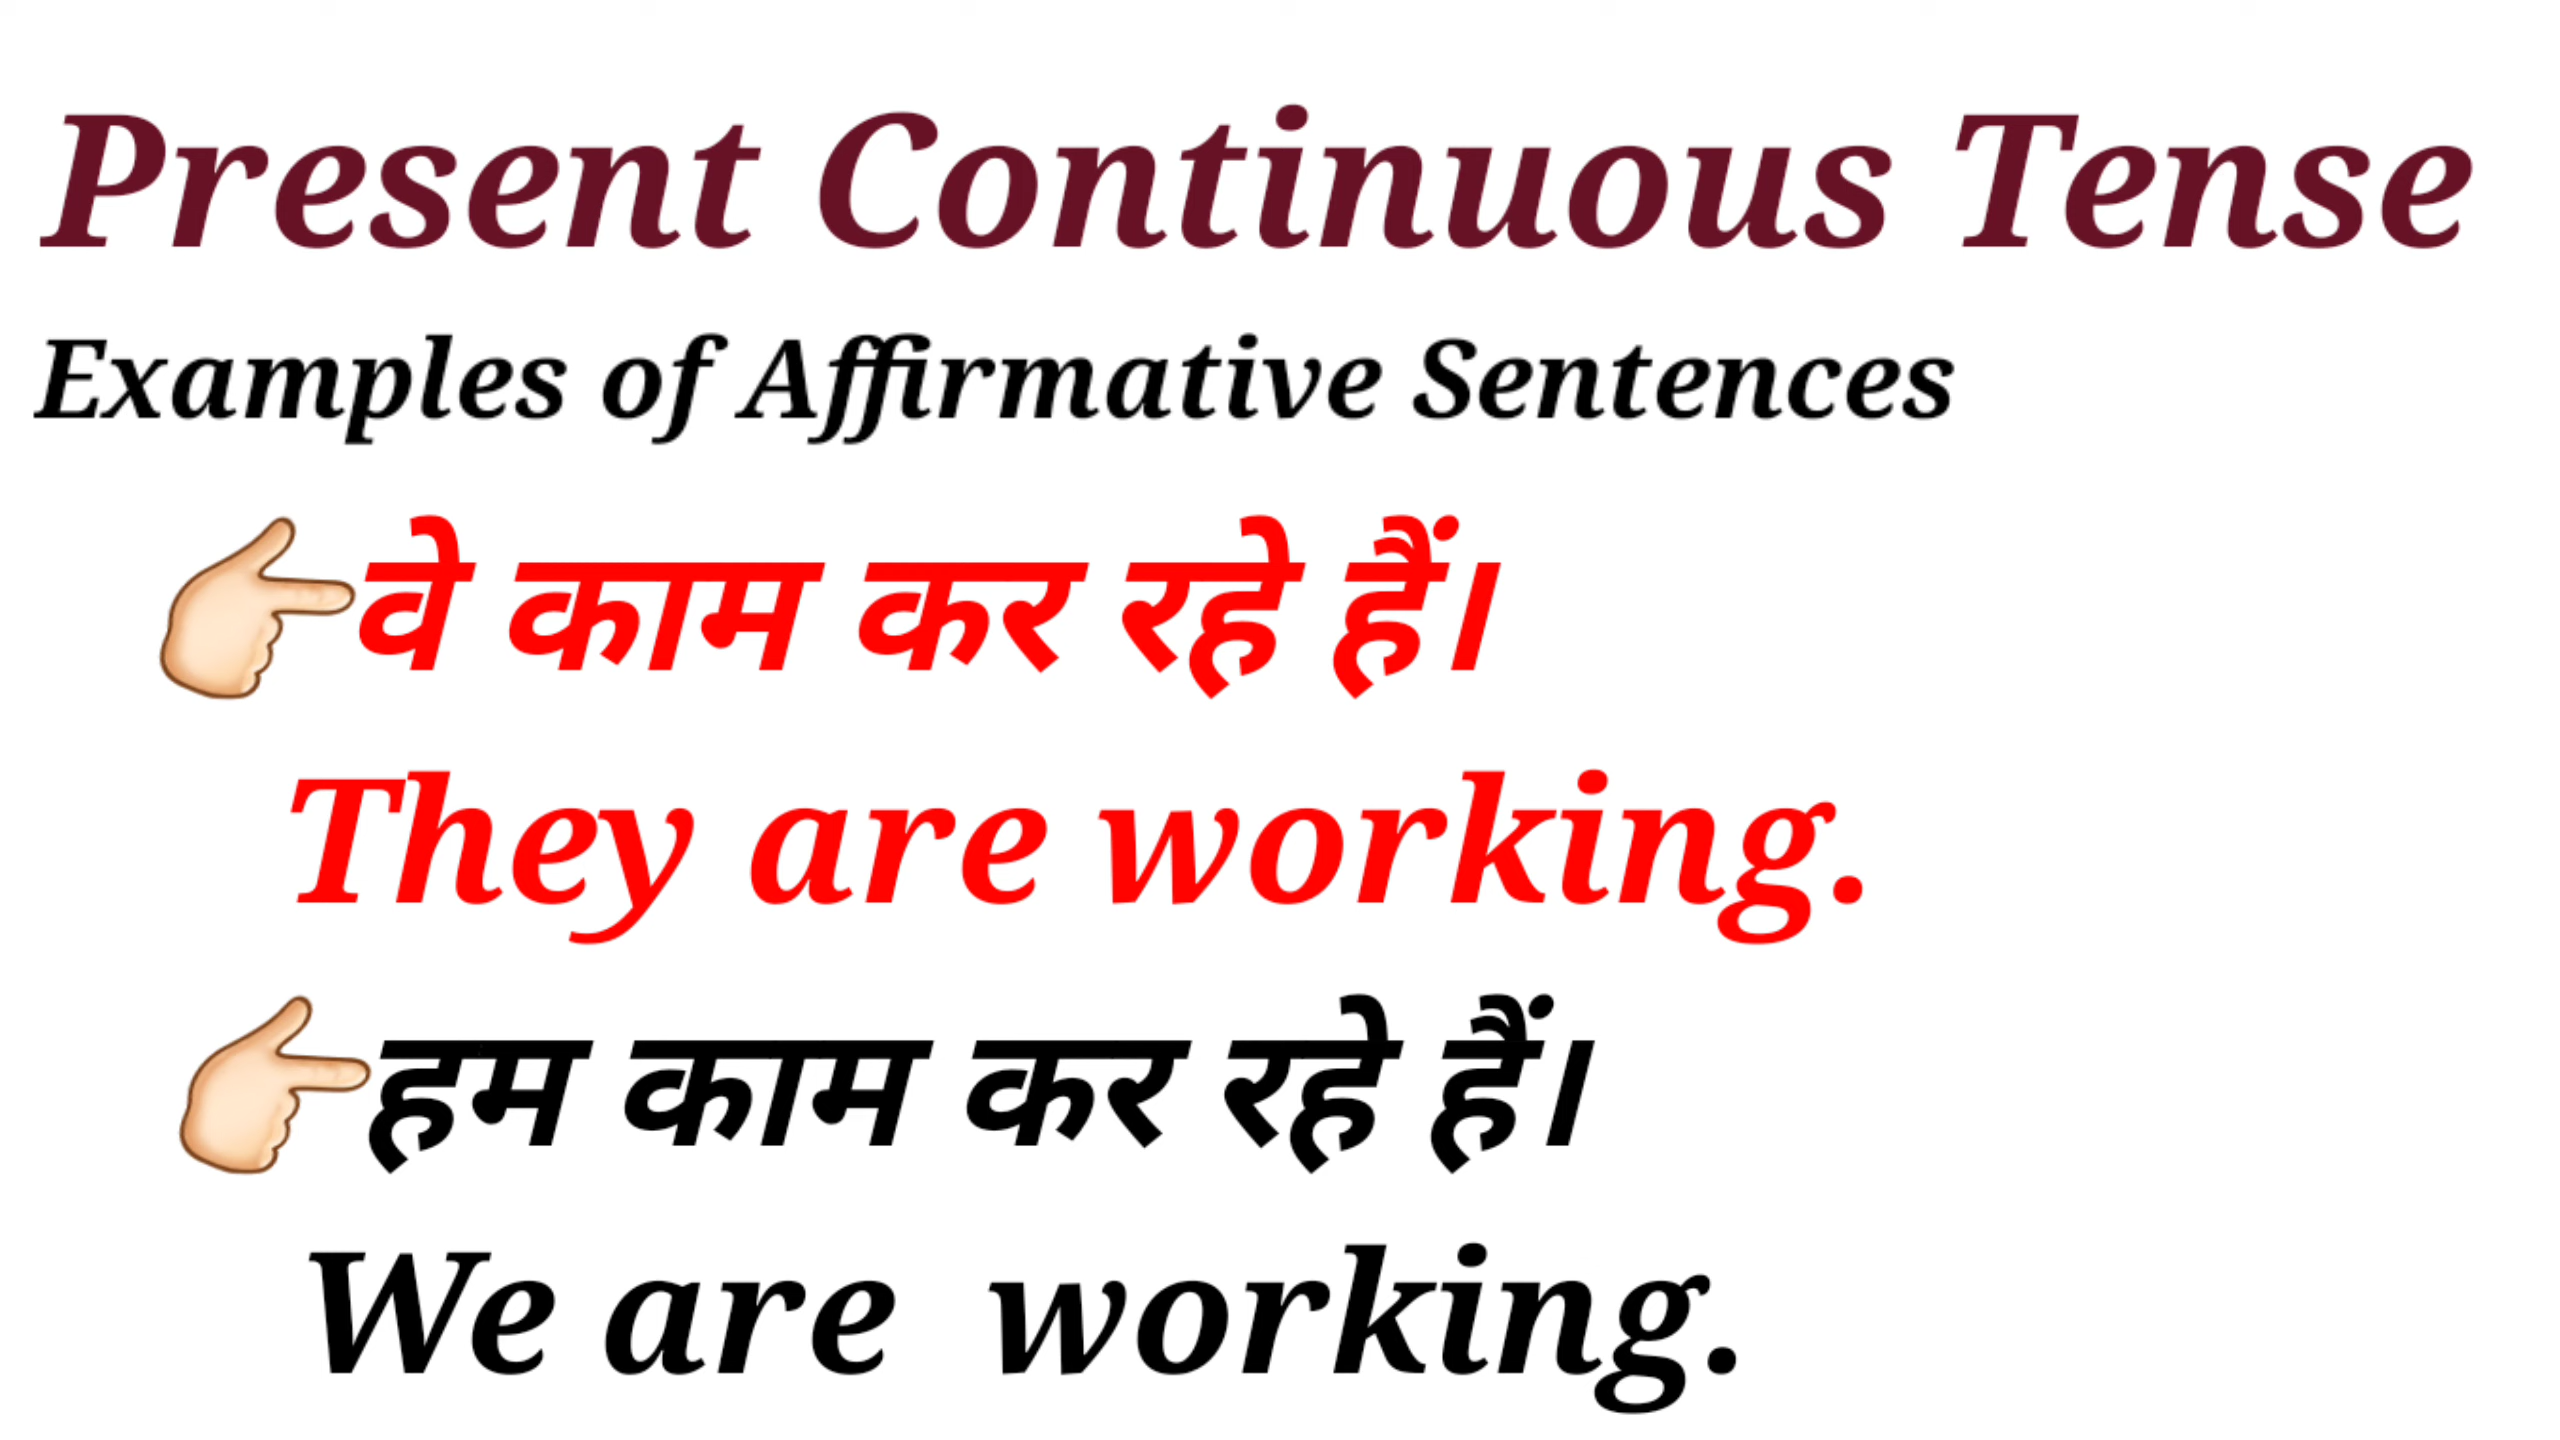 Present Continuous Tense
Examples of Affirmative Sentences
👉🏻वे काम कर रहे हैं।
They are working.
👉🏻हम काम कर रहे हैं।
We are  working.